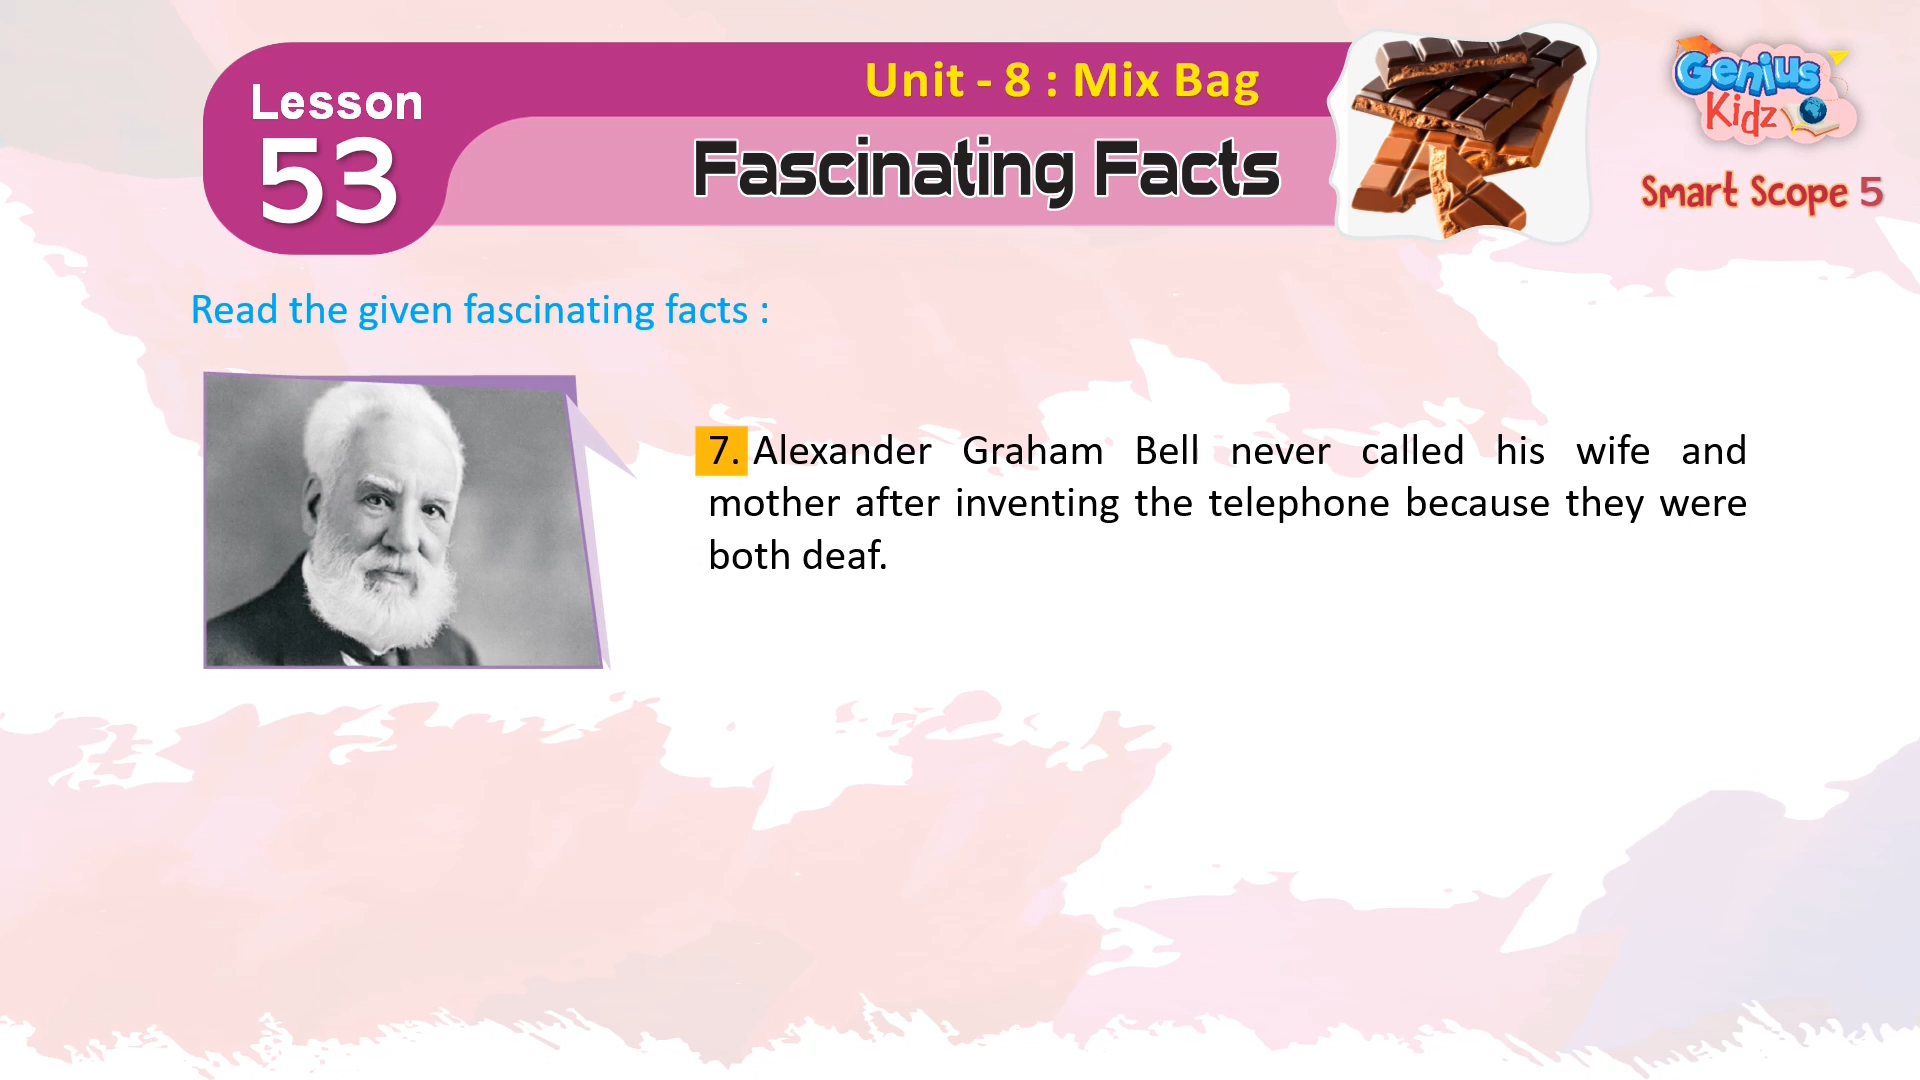 Lesson
53
Unit - 8 : Mix Bag
Fascinating Facts
Genius
Kidz
Smart Scope 5
Read the given fascinating facts :
7. Alexander Graham Bell never called his wife and
mother after inventing the telephone because they were
both deaf.